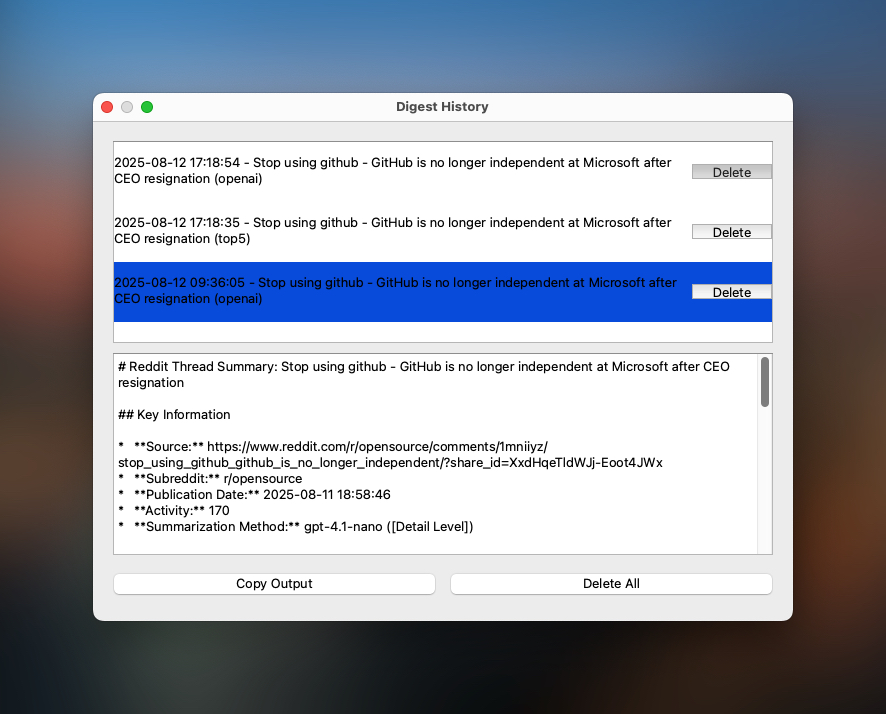 Digest History
2025-08-12 17:18:54 - Stop using github - GitHub is no longer independent at Microsoft after
CEO resignation (openai)
Delete
2025-08-12 17:18:35 - Stop using github - GitHub is no longer independent at Microsoft after
CEO resignation (top5)
Delete
2025-08-12 09:36:05 - Stop using github - GitHub is no longer independent at Microsoft after
CEO resignation (openai)
Delete
# Reddit Thread Summary: Stop using github - GitHub is no longer independent at Microsoft after CEO
resignation
## Key Information
*   **Source:** https://www.reddit.com/r/opensource/comments/1mniiyz/
stop_using_github_github_is_no_longer_independent/?share_id=XxdHqeTldWJj-Eoot4JWx
*   **Subreddit:** r/opensource
*   **Publication Date:** 2025-08-11 18:58:46
*   **Activity:** 170
*   **Summarization Method:** gpt-4.1-nano ([Detail Level])
Copy Output
Delete All